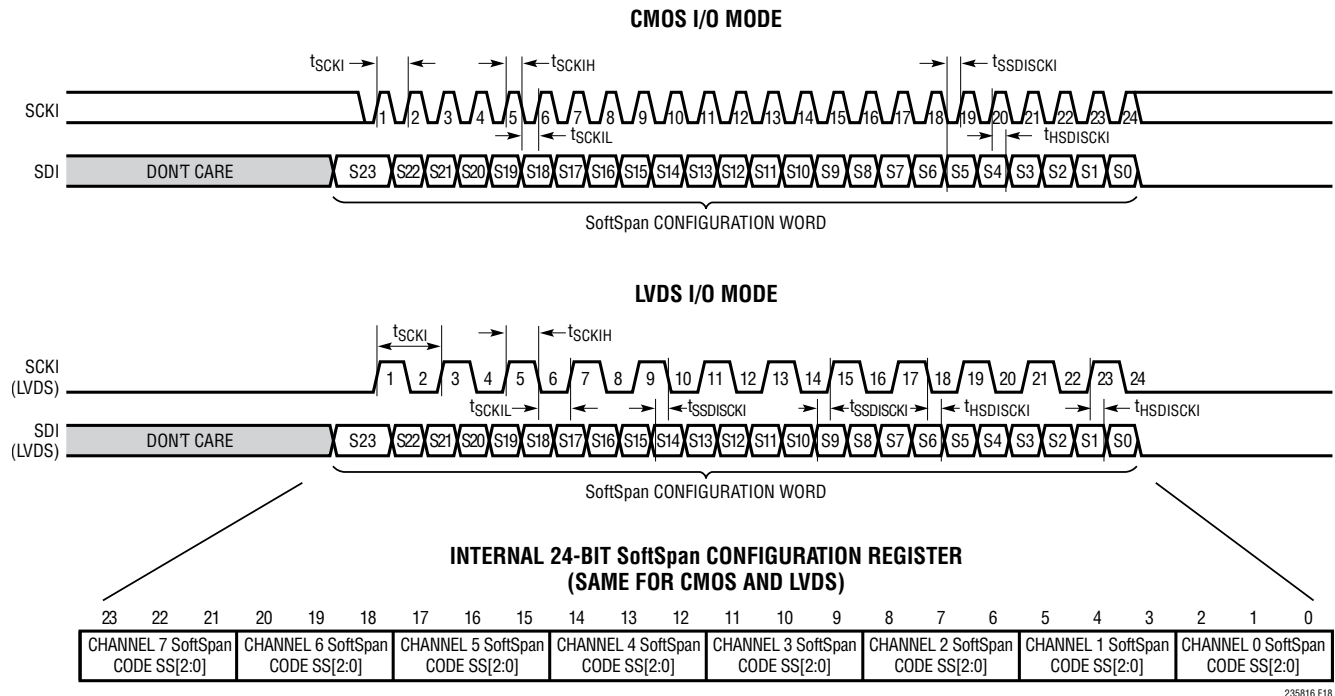 CMOS I/O MODE
tSCKI tSCKIH tSSDISCKI
SCKI 1 2 3 4 5 6 7 8 9 10 11 12 13 14 15 16 17 18 19 20 21 22 23 24
tSCKIL tHSDISCKI
SDI DON'T CARE S23 S22 S21 S20 S19 S18 S17 S16 S15 S14 S13 S12 S11 S10 S9 S8 S7 S6 S5 S4 S3 S2 S1 S0
SoftSpan CONFIGURATION WORD
LVDS I/O MODE
tSCKI tSCKIH
SCKI
(LVDS)
1 2 3 4 5 6 7 8 9 10 11 12 13 14 15 16 17 18 19 20 21 22 23 24
tSCKIL tSSDISCKI tSSDISCKI tHSDISCKI tHSDISCKI
SDI
(LVDS)
DON'T CARE S23 S22 S21 S20 S19 S18 S17 S16 S15 S14 S13 S12 S11 S10 S9 S8 S7 S6 S5 S4 S3 S2 S1 S0
SoftSpan CONFIGURATION WORD
INTERNAL 24-BIT SoftSpan CONFIGURATION REGISTER
(SAME FOR CMOS AND LVDS)
23 22 21 20 19 18 17 16 15 14 13 12 11 10 9 8 7 6 5 4 3 2 1 0
CHANNEL 7 SoftSpan CHANNEL 6 SoftSpan CHANNEL 5 SoftSpan CHANNEL 4 SoftSpan CHANNEL 3 SoftSpan CHANNEL 2 SoftSpan CHANNEL 1 SoftSpan CHANNEL 0 SoftSpan
CODE SS[2:0] CODE SS[2:0] CODE SS[2:0] CODE SS[2:0] CODE SS[2:0] CODE SS[2:0] CODE SS[2:0] CODE SS[2:0]
235816 F18